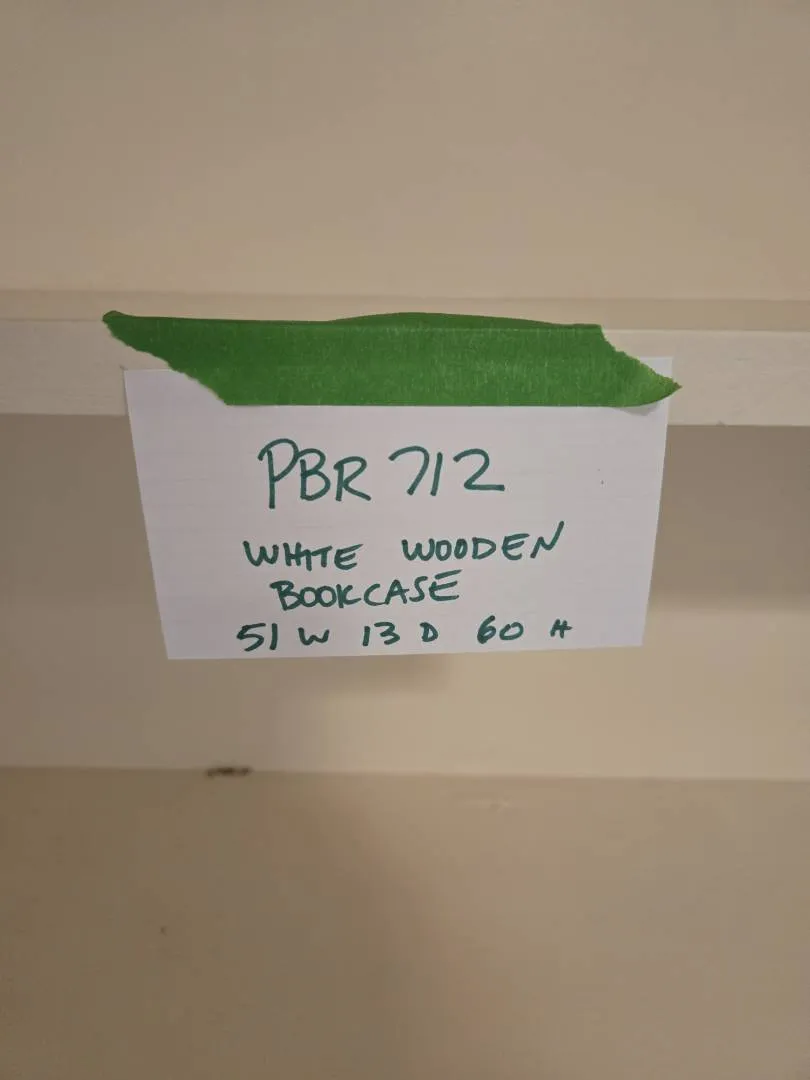 PBR 712
WHITE WOODEN
BOOKCASE
51 W 13 D 60 H